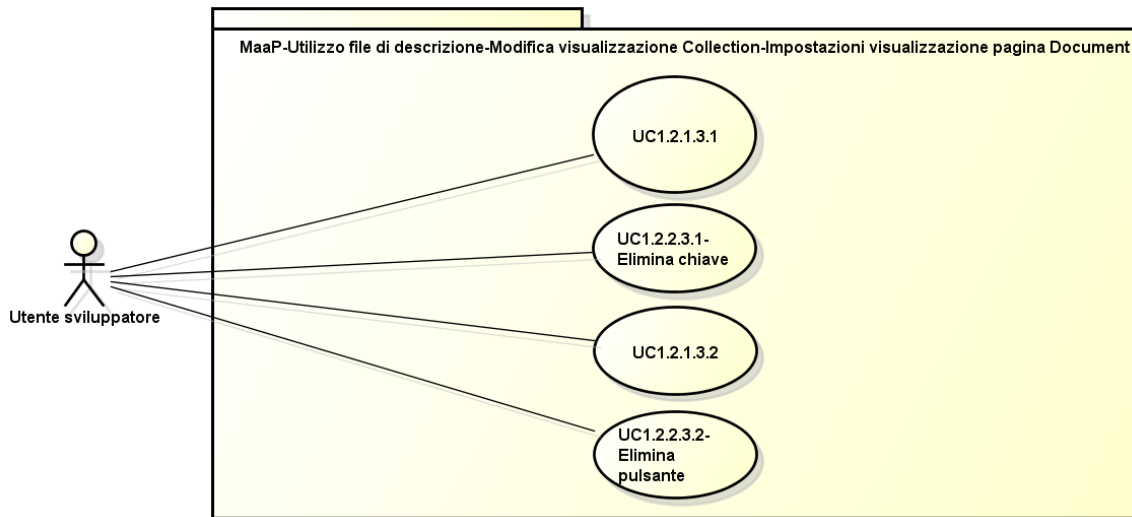 MaaP-Utilizzo file di descrizione-Modifica visualizzazione Collection-Impostazioni visualizzazione pagina Document
UC1.2.1.3.1
UC1.2.2.3.1-
Elimina chiave
Utente sviluppatore
UC1.2.1.3.2
UC1.2.2.3.2-
Elimina
pulsante